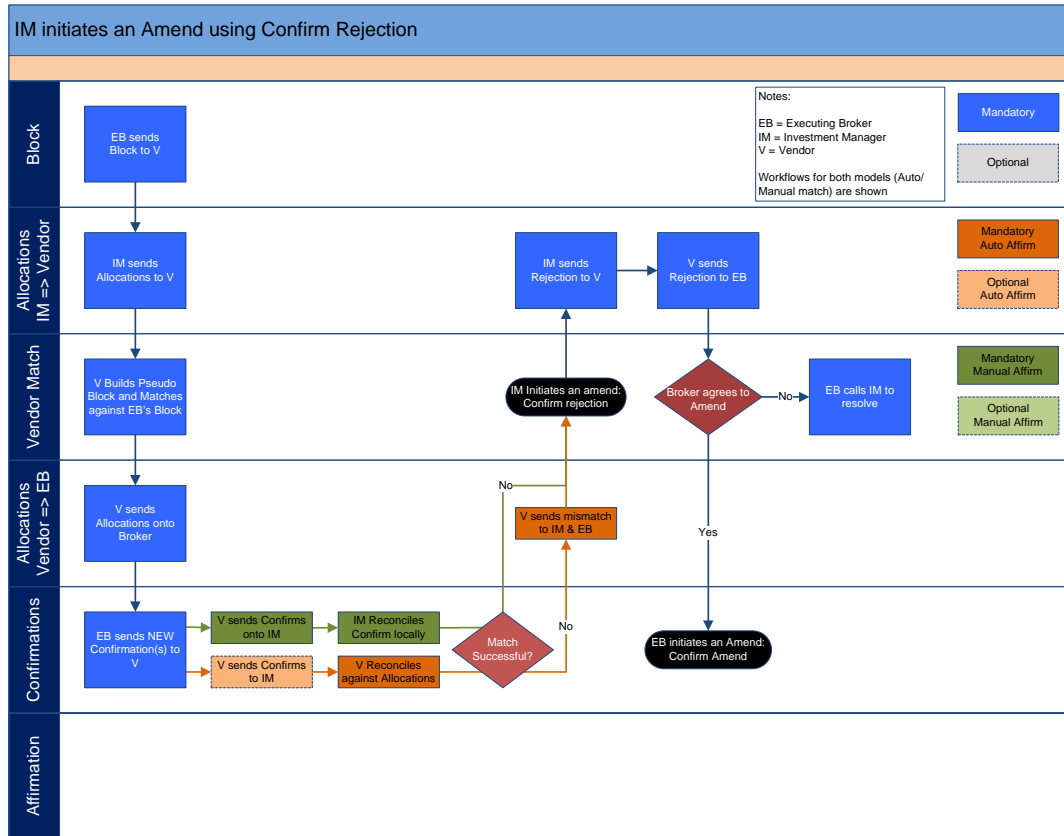 IM initiates an Amend using Confirm Rejection
Block
EB sends
Block to V
Notes:
EB = Executing Broker
IM = Investment Manager
V = Vendor
Workflows for both models (Auto/
Manual match) are shown
Mandatory
Optional
Allocations
IM => Vendor
IM sends
Allocations to V
IM sends
Rejection to V
V sends
Rejection to EB
Mandatory
Auto Affirm
Optional
Auto Affirm
Vendor Match
V Builds Pseudo
Block and Matches
against EB's Block
IM Initiates an amend:
Confirm rejection
Broker agrees to
Amend
No
EB calls IM to
resolve
Mandatory
Manual Affirm
Optional
Manual Affirm
Allocations
Vendor => EB
V sends
Allocations onto
Broker
No
V sends mismatch
to IM & EB
Yes
Confirmations
EB sends NEW
Confirmation(s) to
V
V sends Confirms
onto IM
IM Reconciles
Confirm locally
V sends Confirms
to IM
V Reconciles
against Allocations
Match
Successful?
No
EB initiates an Amend:
Confirm Amend
Affirmation